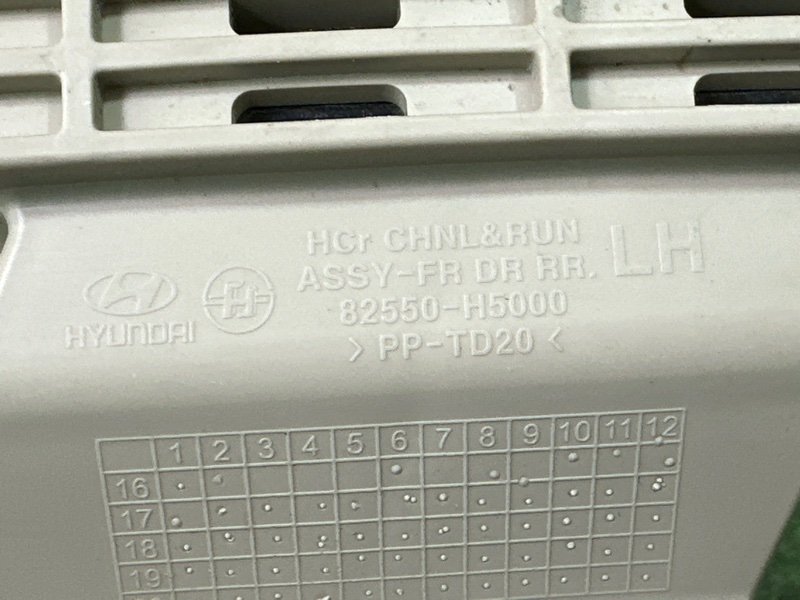 HCr CHNL&RUN
ASSY-FR DR RR. LH
82550-H5000
>PP-TD20<
HYUNDAI
1 2 3 4 5 6 7 8 9 10 11 12
16
17
18
19